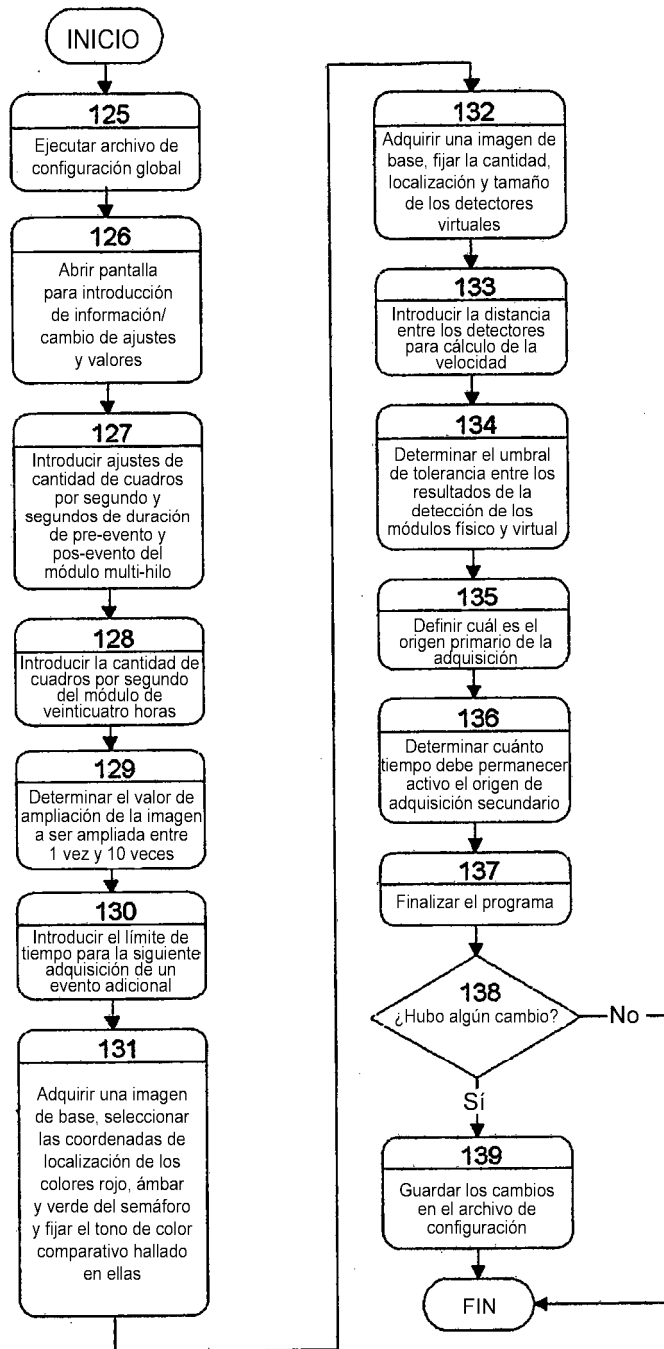 INICIO
125
Ejecutar archivo de
configuración global
126
Abrir pantalla
para introducción
de información/
cambio de ajustes
y valores
127
Introducir ajustes de
cantidad de cuadros
por segundo y
segundos de duración
de pre-evento y
pos-evento del
módulo multi-hilo
128
Introducir la cantidad de
cuadros por segundo
del módulo de
veinticuatro horas
129
Determinar el valor de
ampliación de la imagen
a ser ampliada entre
1 vez y 10 veces
130
Introducir el límite de
tiempo para la siguiente
adquisición de un
evento adicional
131
Adquirir una imagen
de base, seleccionar
las coordenadas de
localización de los
colores rojo, ámbar
y verde del semáforo
y fijar el tono de color
comparativo hallado
en ellas
132
Adquirir una imagen de
base, fijar la cantidad,
localización y tamaño
de los detectores
virtuales
133
Introducir la distancia
entre los detectores
para cálculo de la
velocidad
134
Determinar el umbral
de tolerancia entre los
resultados de la
detección de los
módulos físico y virtual
135
Definir cuál es el
origen primario de la
adquisición
136
Determinar cuánto
tiempo debe permanecer
activo el origen de
adquisición secundario
137
Finalizar el programa
138
¿Hubo algún cambio?
No
Sí
139
Guardar los cambios
en el archivo de
configuración
FIN